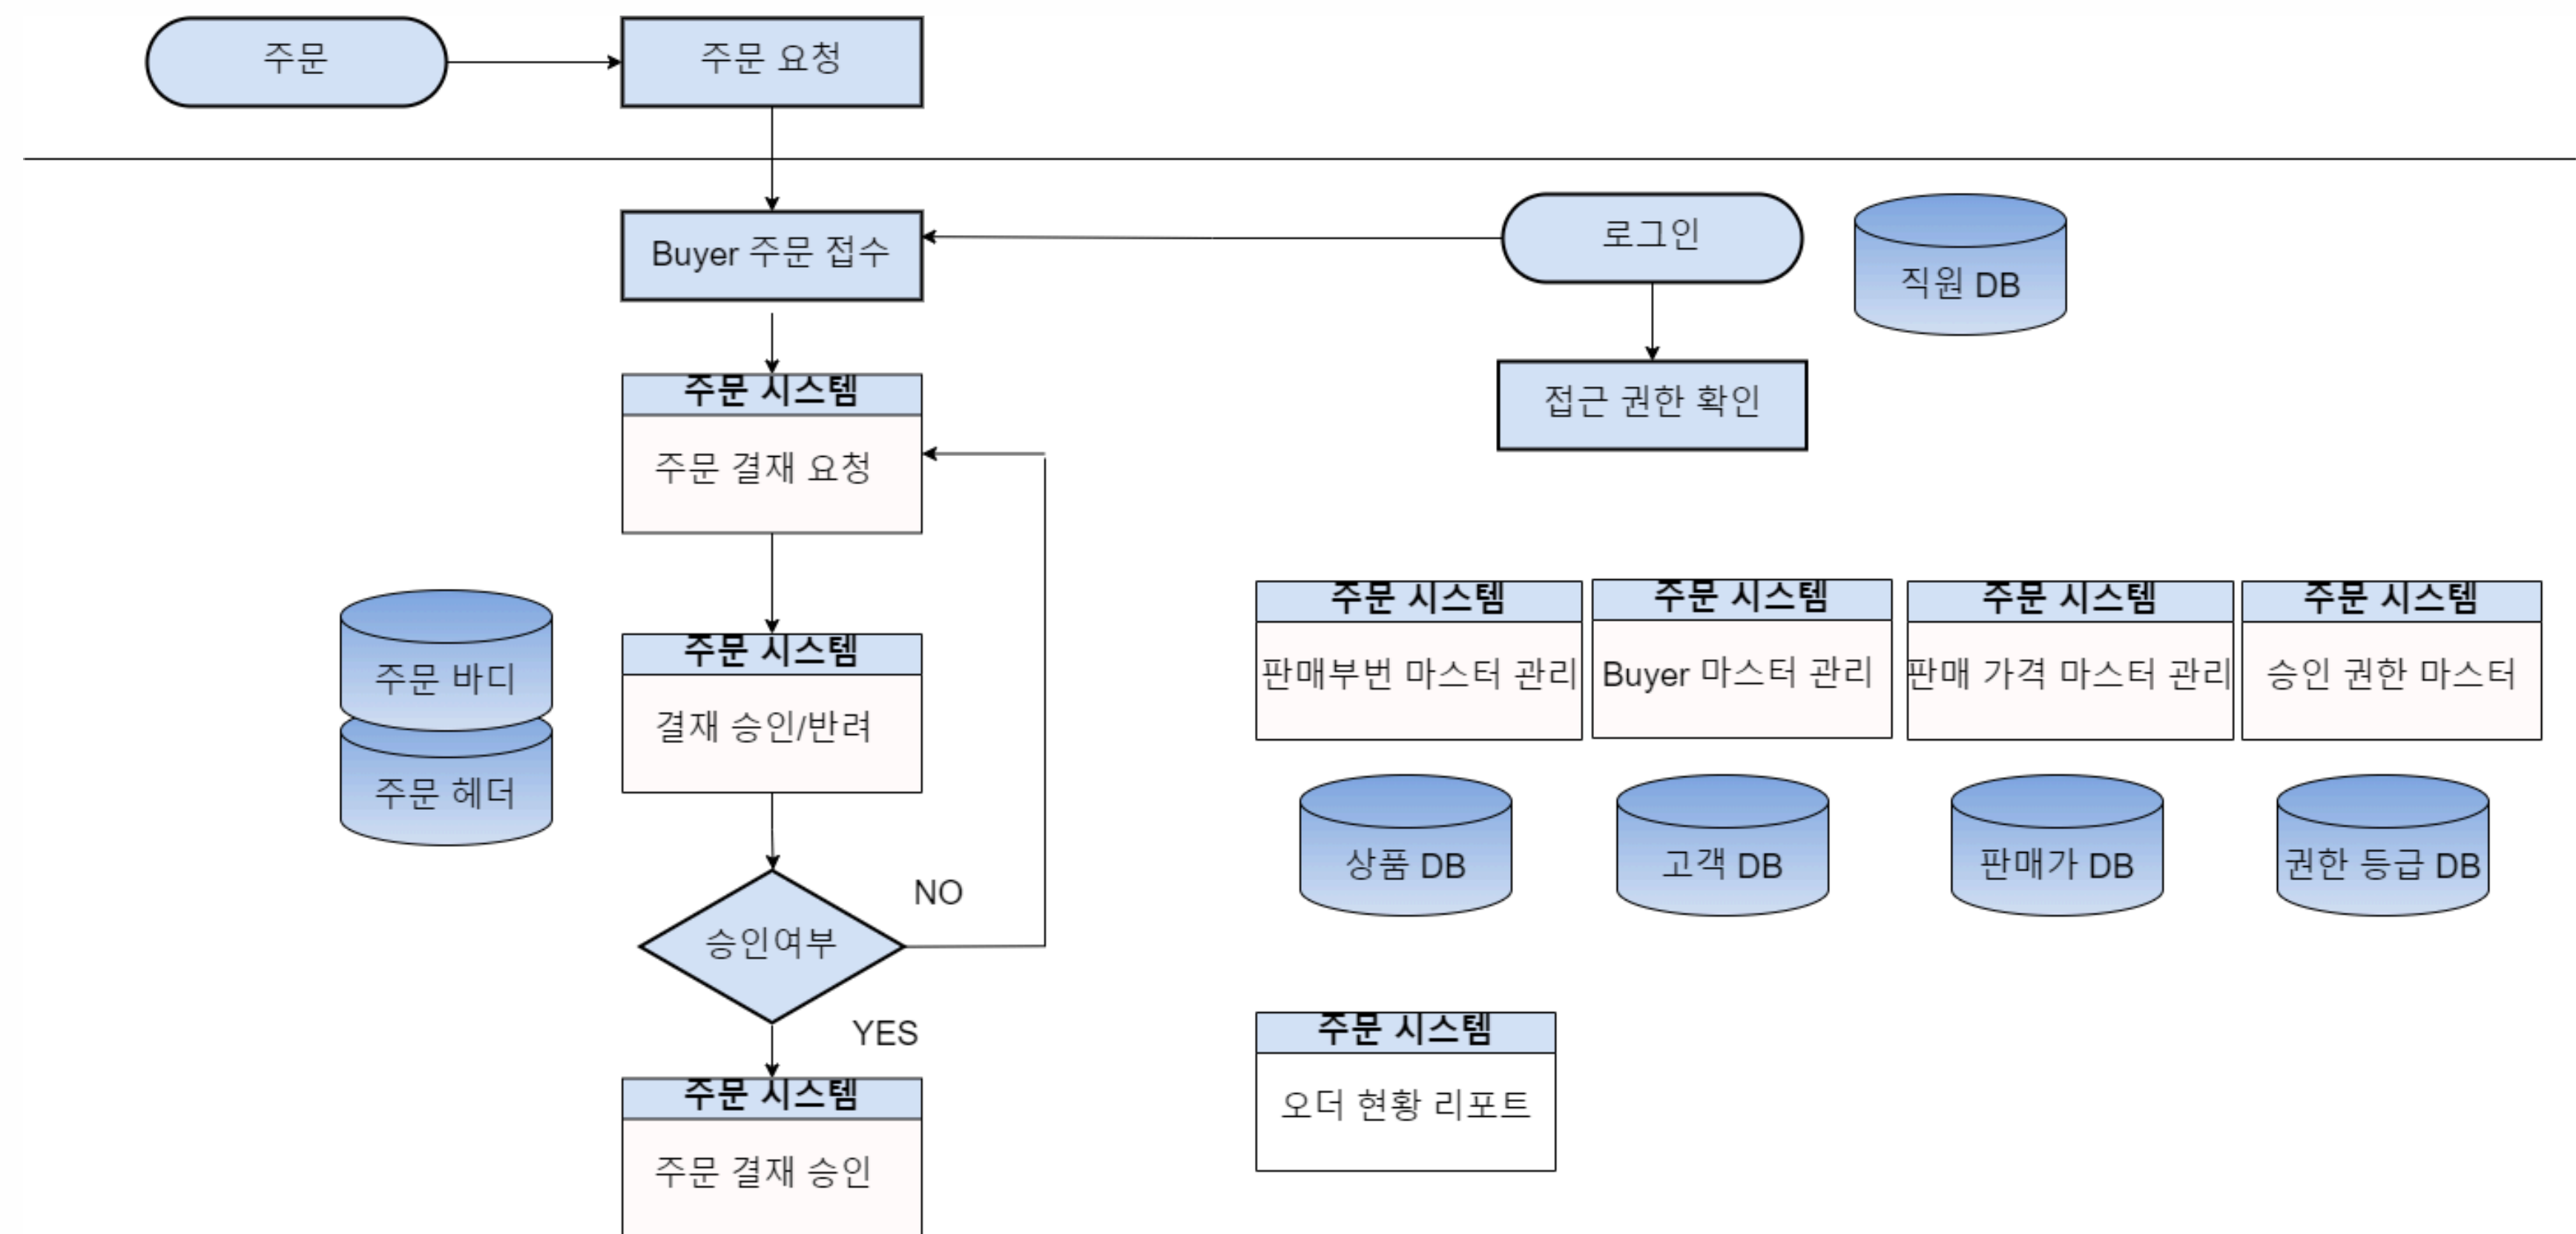 주문
주문 요청
Buyer 주문 접수
로그인
직원 DB
주문 시스템
주문 결재 요청
접근 권한 확인
주문 바디
주문 헤더
주문 시스템
결재 승인/반려
주문 시스템
판매부번 마스터 관리
주문 시스템
Buyer 마스터 관리
주문 시스템
판매 가격 마스터 관리
주문 시스템
승인 권한 마스터
상품 DB
고객 DB
판매가 DB
권한 등급 DB
승인여부
NO
YES
주문 시스템
오더 현황 리포트
주문 시스템
주문 결재 승인